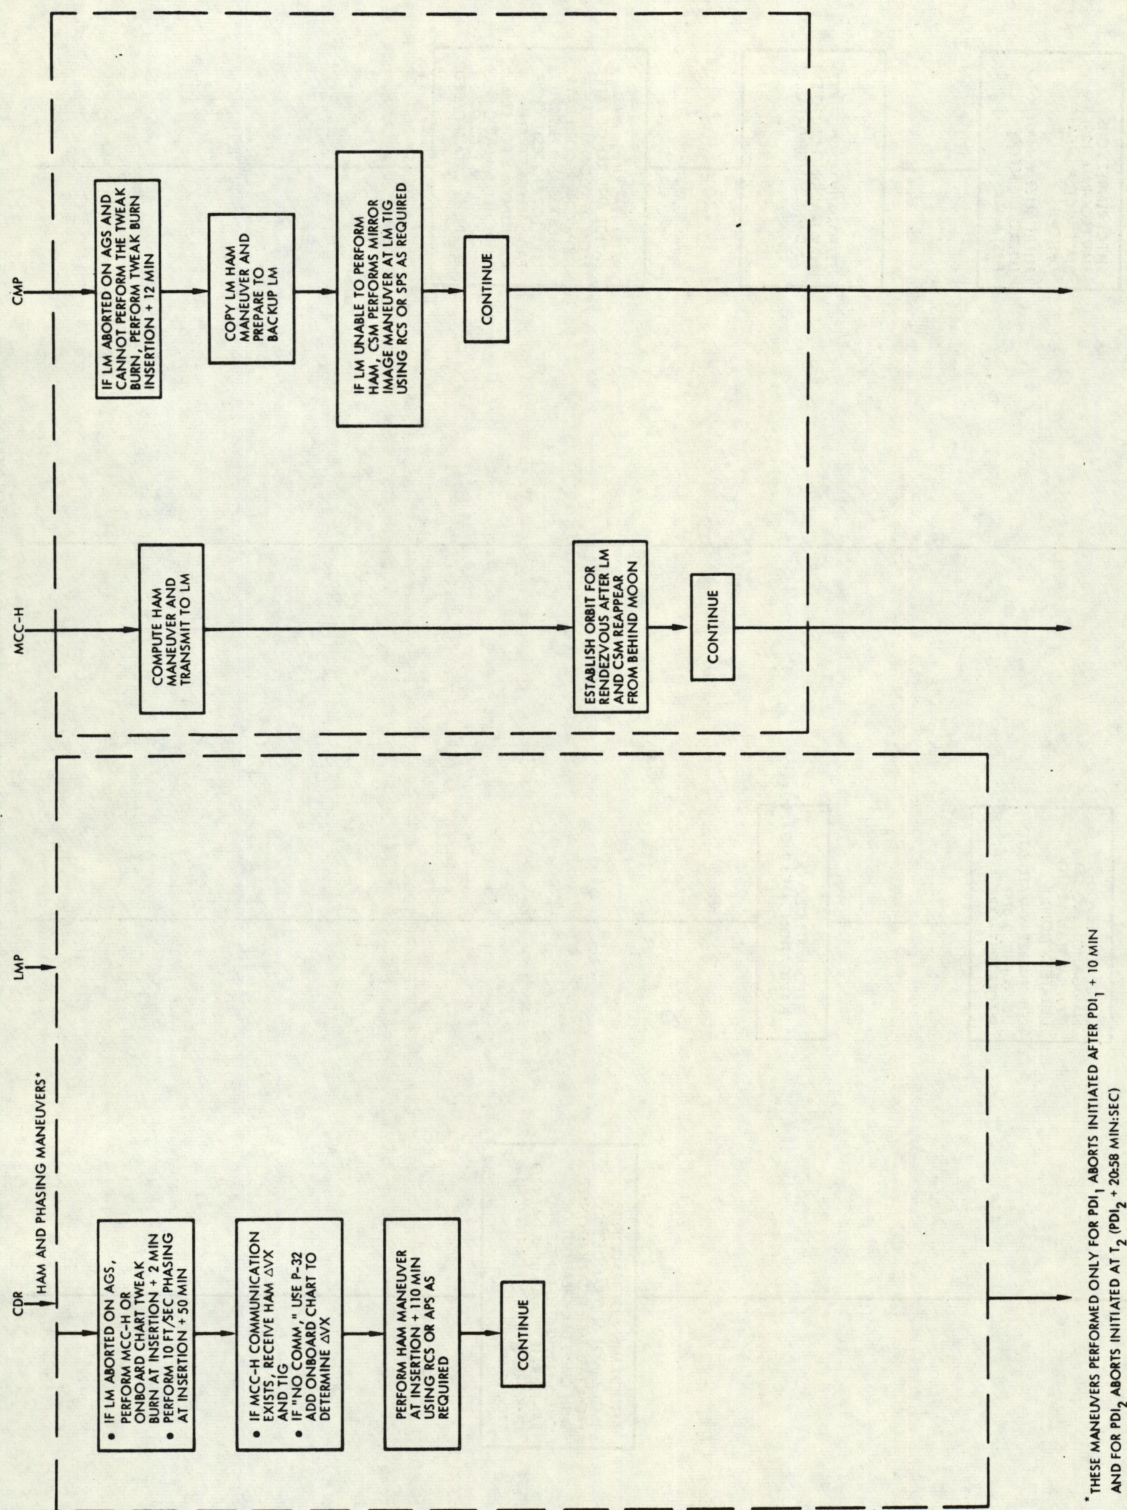 CDR
LMP
MCC-H
CMP
HAM AND PHASING MANEUVERS*
• IF LM ABORTED ON AGS,
PERFORM MCC-H OR
ONBOARD CHART TWEAK
BURN AT INSERTION + 2 MIN
• PERFORM 10 FT/SEC PHASING
AT INSERTION + 50 MIN
• IF MCC-H COMMUNICATION
EXISTS, RECEIVE HAM ΔVX
AND TIG
• IF "NO COMM," USE P-32
ADD ONBOARD CHART TO
DETERMINE ΔVX
PERFORM HAM MANEUVER
AT INSERTION + 110 MIN
USING RCS OR APS AS
REQUIRED
CONTINUE
COMPUTE HAM
MANEUVER AND
TRANSMIT TO LM
ESTABLISH ORBIT FOR
RENDEZVOUS AFTER LM
AND CSM REAPPEAR
FROM BEHIND MOON
CONTINUE
IF LM ABORTED ON AGS AND
CANNOT PERFORM THE TWEAK
BURN, PERFORM TWEAK BURN
INSERTION + 12 MIN
COPY LM HAM
MANEUVER AND
PREPARE TO
BACKUP LM
IF LM UNABLE TO PERFORM
HAM, CSM PERFORMS MIRROR
IMAGE MANEUVER AT LM TIG
USING RCS OR SPS AS REQUIRED
CONTINUE
*THESE MANEUVERS PERFORMED ONLY FOR PDI₁ ABORTS INITIATED AFTER PDI₁ + 10 MIN
AND FOR PDI₂ ABORTS INITIATED AT T₂ (PDI₂ + 20:58 MIN:SEC)